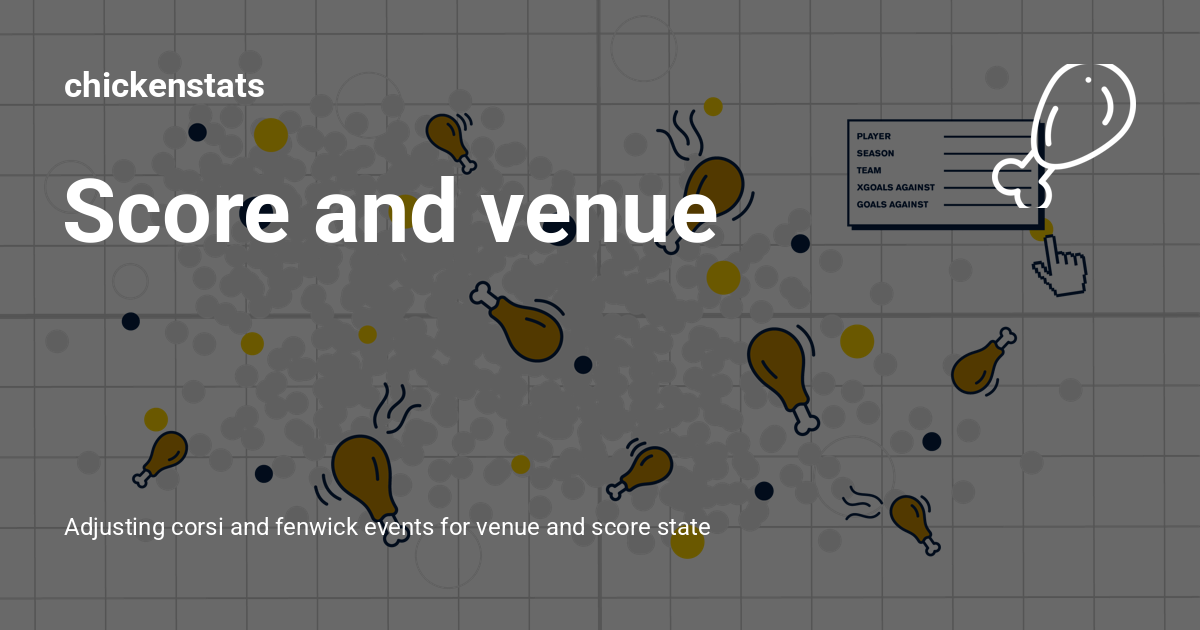 chickenstats
PLAYER
SEASON
TEAM
XGOALS AGAINST
GOALS AGAINST
Score and venue
Adjusting corsi and fenwick events for venue and score state